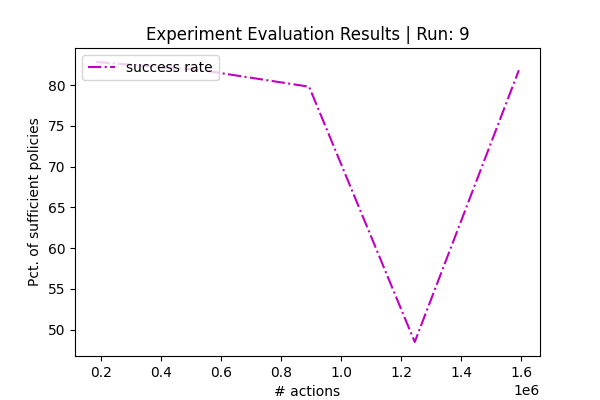 Experiment Evaluation Results | Run: 9
success rate
Pct. of sufficient policies
80
75
70
65
60
55
50
0.2 0.4 0.6 0.8 1.0 1.2 1.4 1.6
1e6
# actions